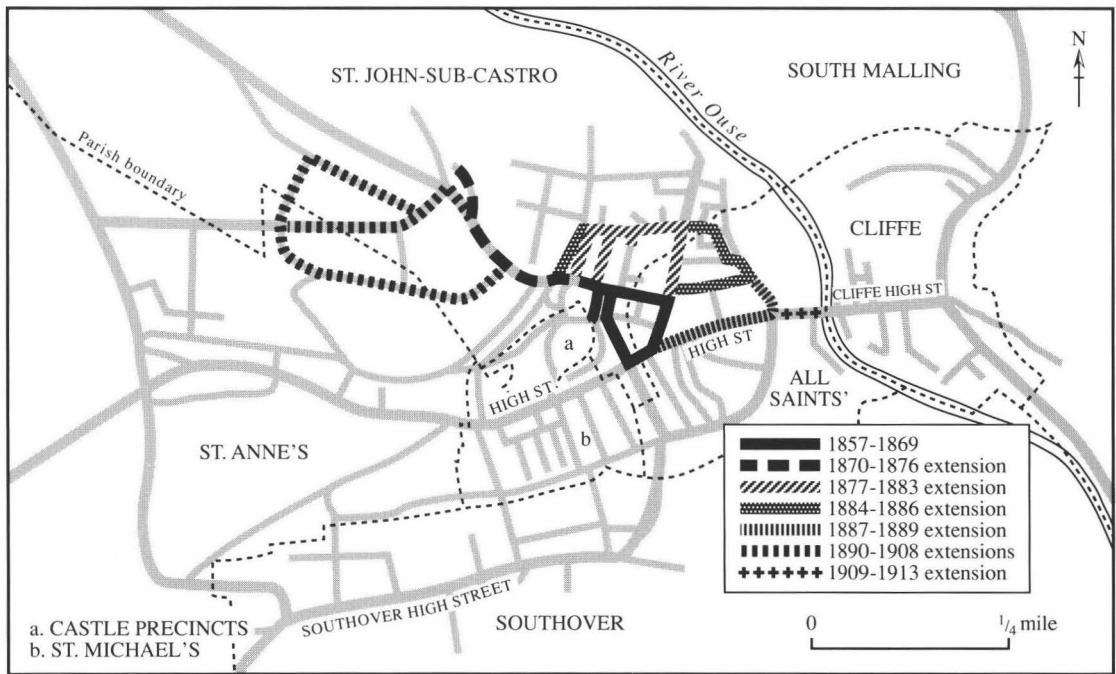 ST. JOHN-SUB-CASTRO
SOUTH MALLING
N
River Ouse
Parish boundary
CLIFFE
CLIFFE HIGH ST
HIGH ST
a
HIGH ST.
ALL
SAINTS'
b
ST. ANNE'S
1857-1869
1870-1876 extension
1877-1883 extension
1884-1886 extension
1887-1889 extension
1890-1908 extensions
1909-1913 extension
SOUTHOVER HIGH STREET
SOUTHOVER
a. CASTLE PRECINCTS
b. ST. MICHAEL'S
0 1/4 mile